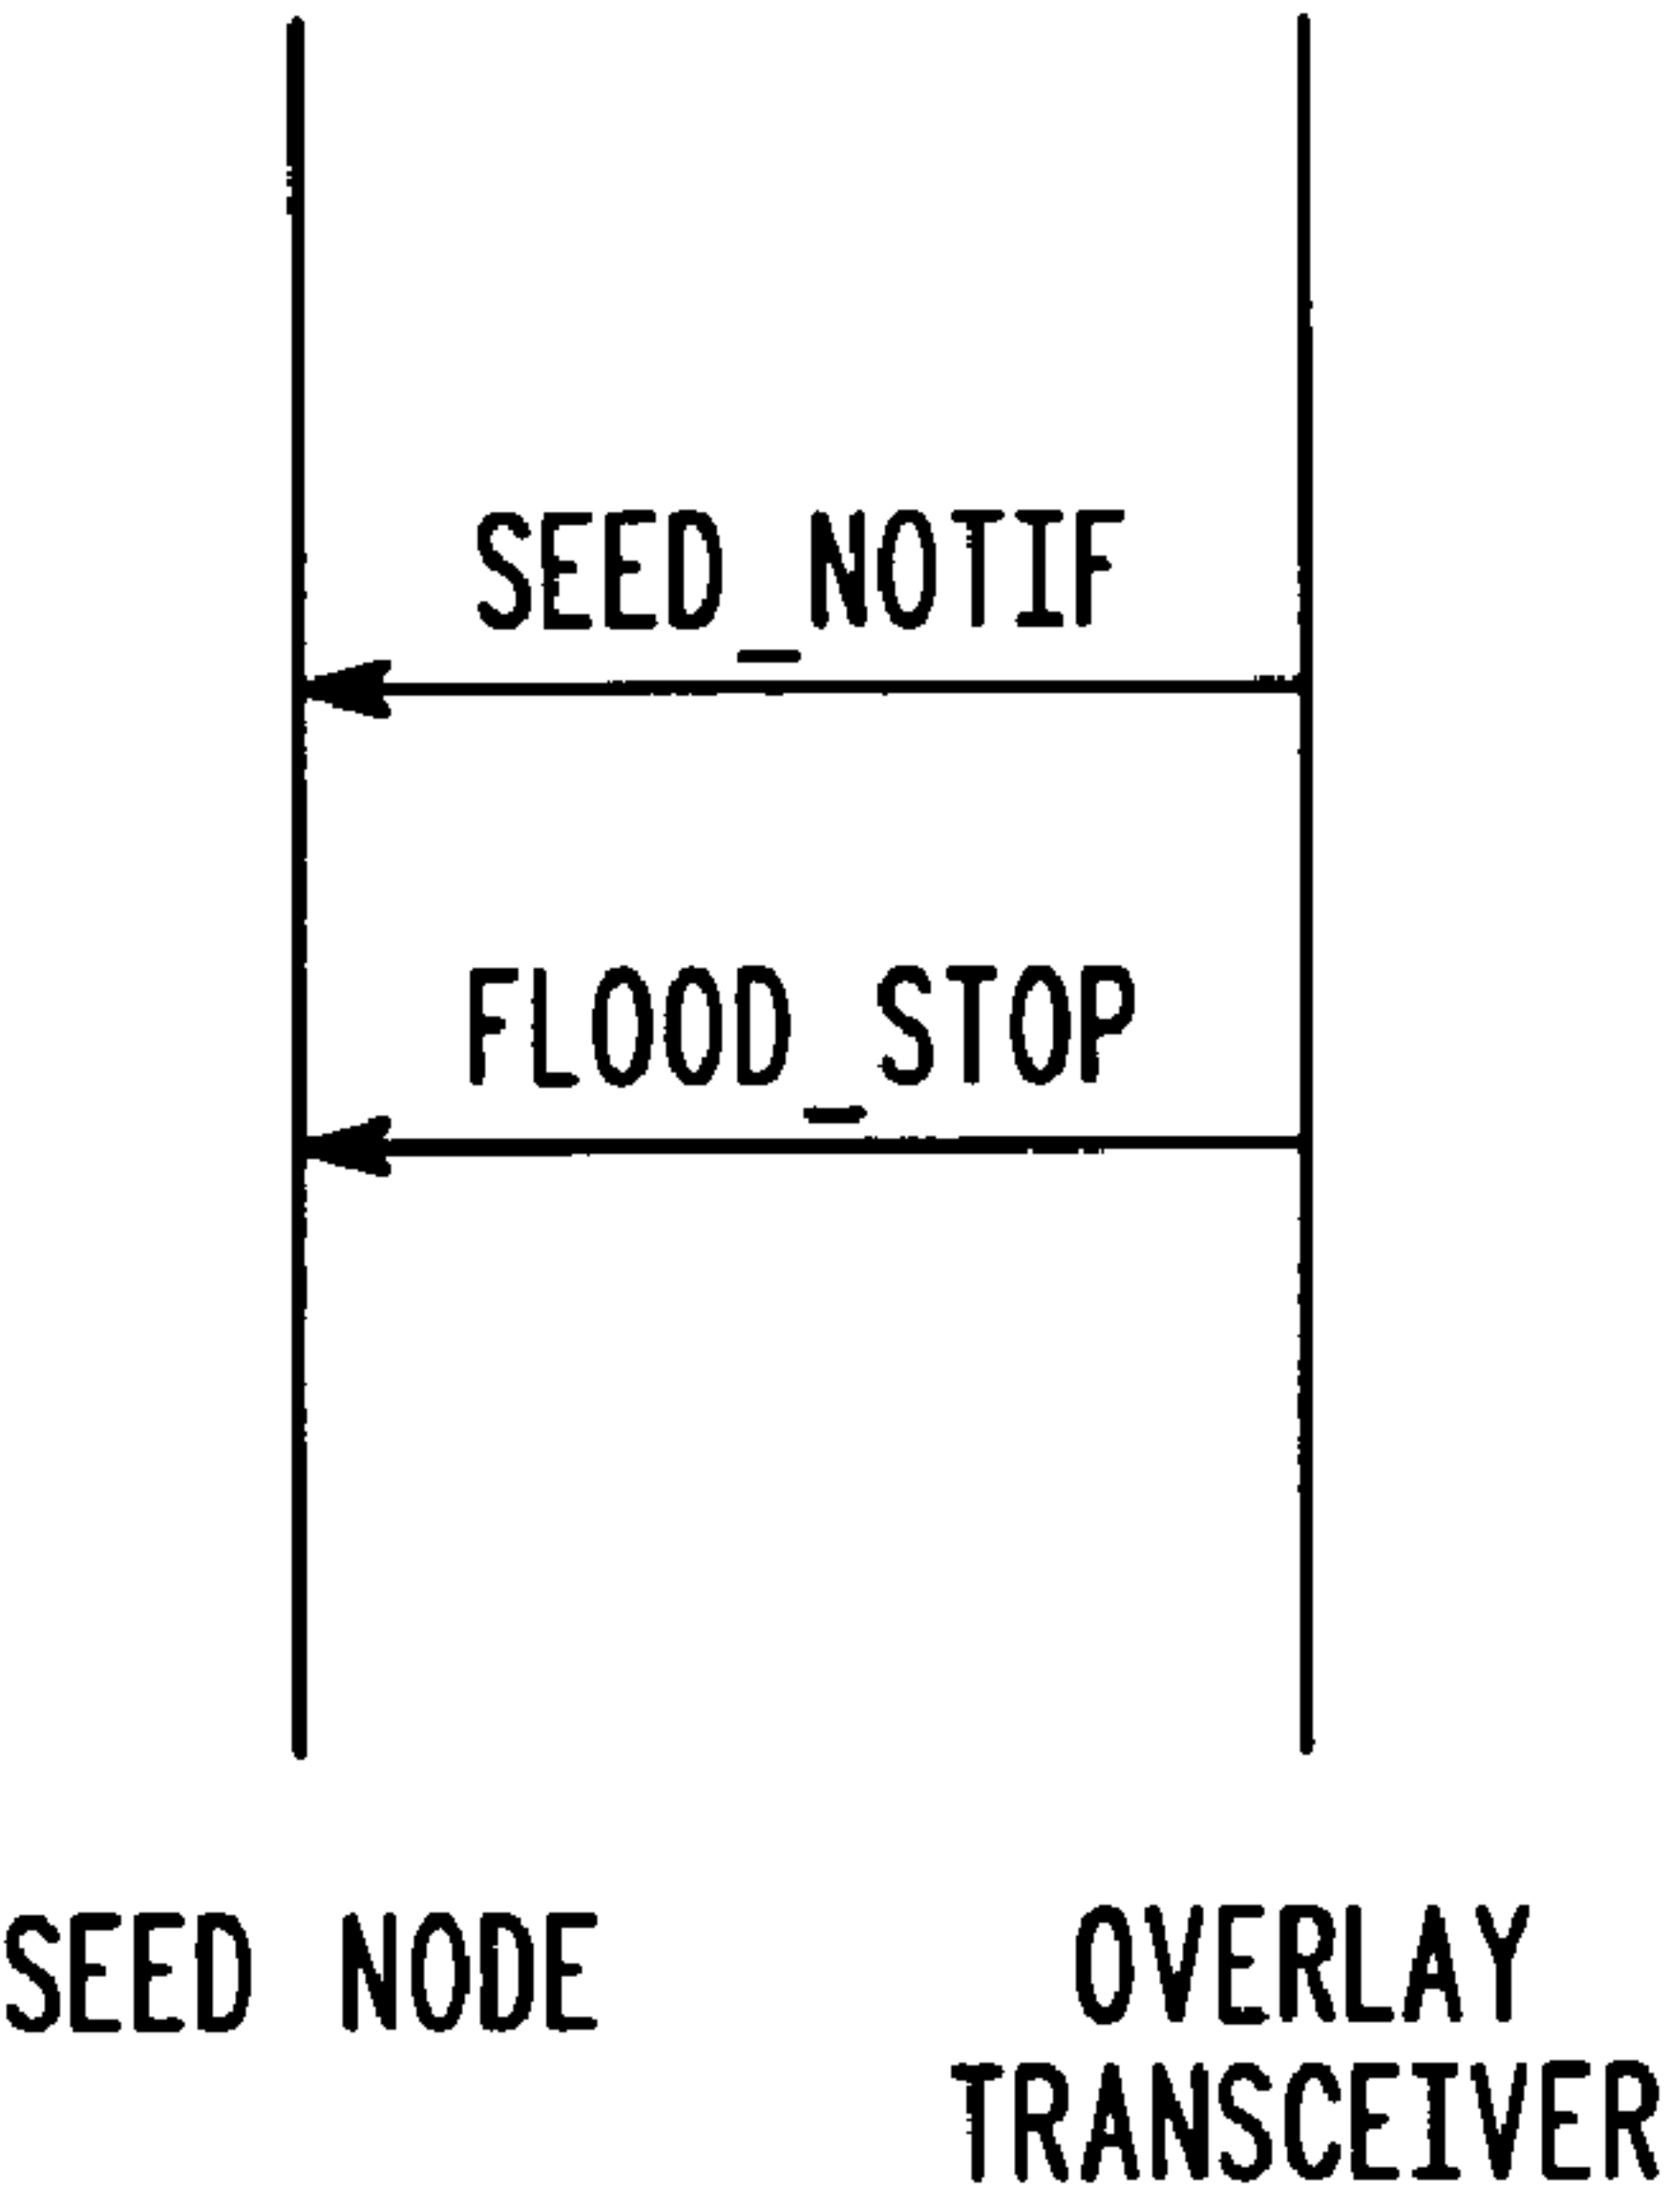 SEED_NOTIF
FLOOD_STOP
SEED NODE
OVERLAY
TRANSCEIVER